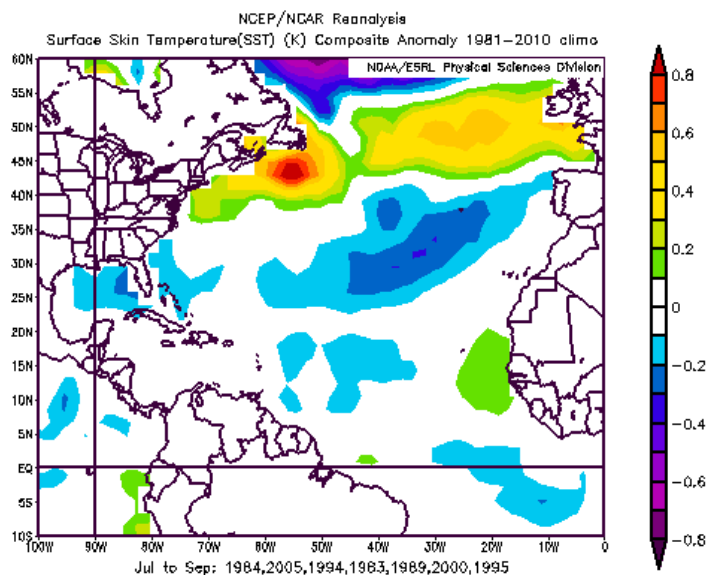 NCEP/NCAR Reanalysis
Surface Skin Temperature(SST) (K) Composite Anomaly 1981-2010 climo
NOAA/ESRL Physical Sciences Division
60N
55N
50N
45N
40N
35N
30N
25N
20N
15N
10N
5N
EQ
5S
10S
100W 90W 80W 70W 60W 50W 40W 30W 20W 10W 0
0.8
0.6
0.4
0.2
0
-0.2
-0.4
-0.6
-0.8
Jul to Sep: 1984,2005,1994,1983,1989,2000,1995